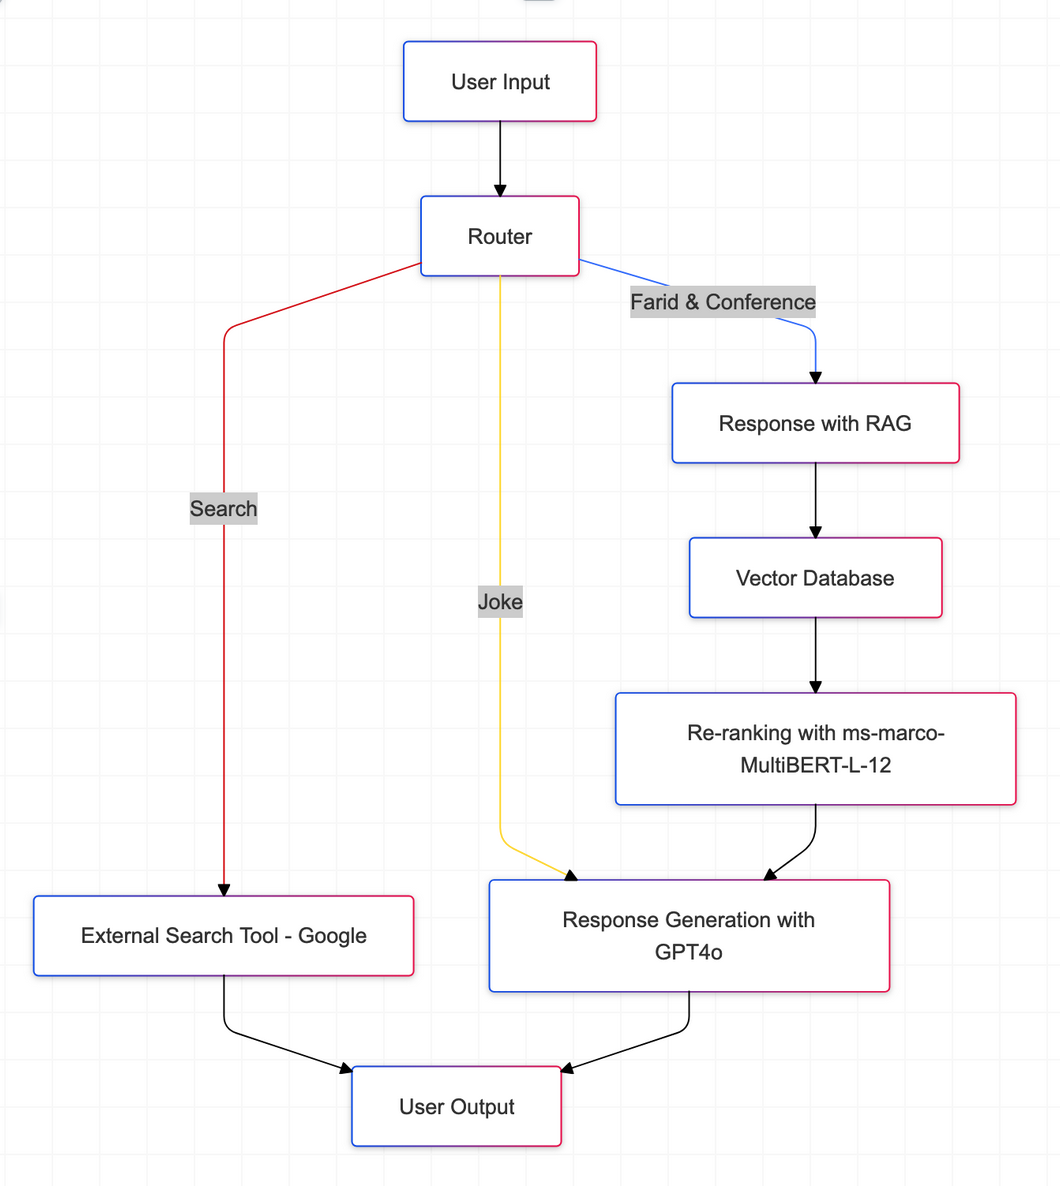 User Input
Router
Farid & Conference
Response with RAG
Search
Vector Database
Joke
Re-ranking with ms-marco-
MultiBERT-L-12
External Search Tool - Google
Response Generation with
GPT4o
User Output